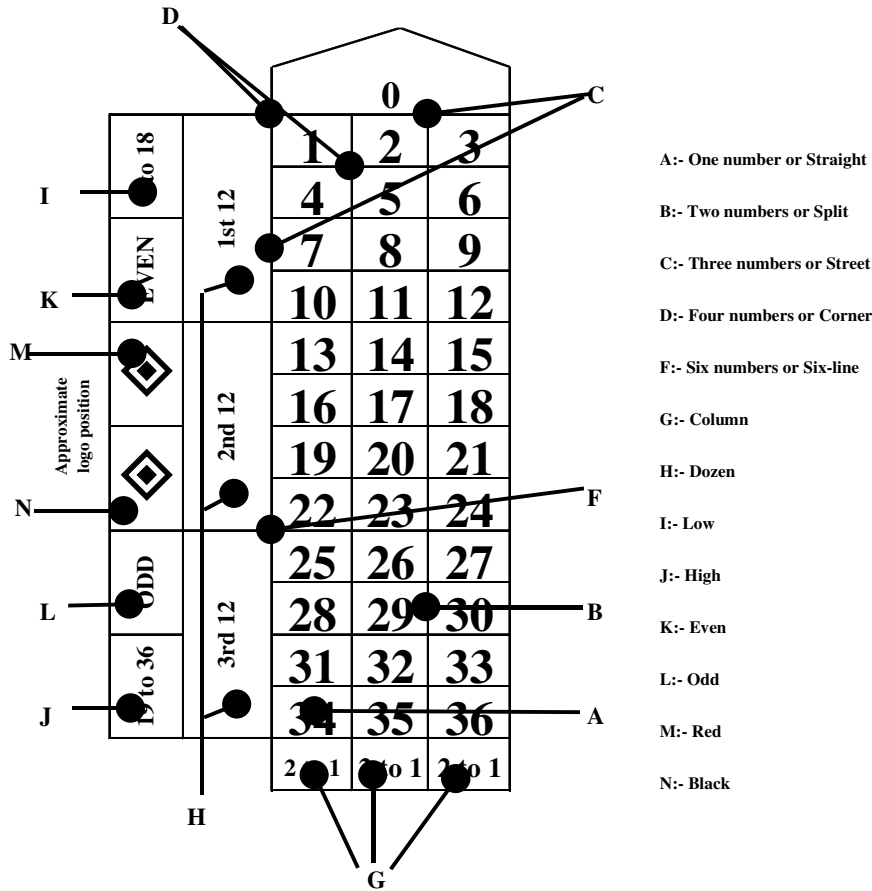 D
0
C
1 to 18
1st 12
1 2 3
A:- One number or Straight
I
4 5 6
B:- Two numbers or Split
EVEN
7 8 9
C:- Three numbers or Street
K
10 11 12
D:- Four numbers or Corner
M
13 14 15
F:- Six numbers or Six-line
Approximate
logo position
2nd 12
16 17 18
G:- Column
19 20 21
H:- Dozen
N
22 23 24
F
I:- Low
ODD
25 26 27
J:- High
L
28 29 30
B
K:- Even
3rd 12
19 to 36
31 32 33
L:- Odd
J
34 35 36
A
M:- Red
2 to 1 2 to 1 2 to 1
N:- Black
H
G